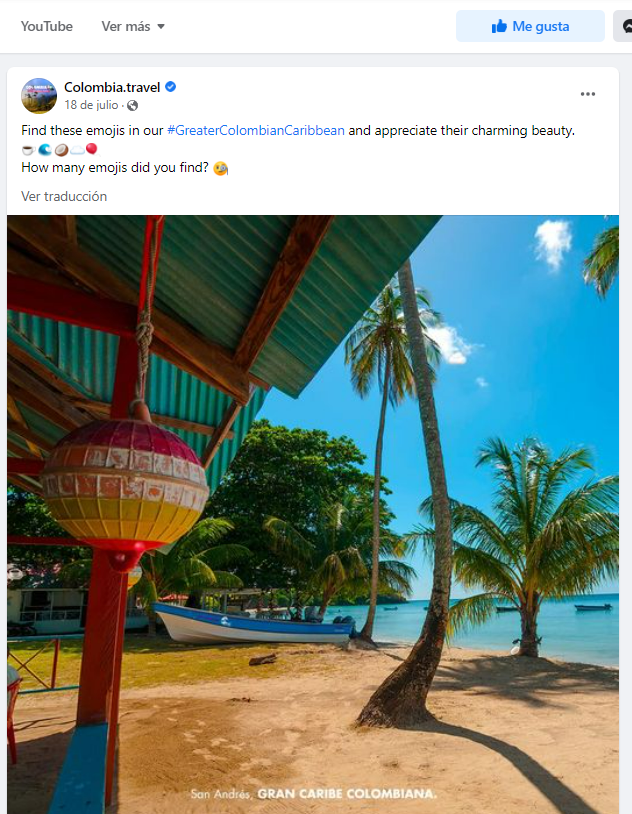 YouTube
Ver más
Me gusta
Colombia.travel
18 de julio ·
Find these emojis in our #GreaterColombianCaribbean and appreciate their charming beauty.
☕🌊🥥☁️🎈
How many emojis did you find? 🧐
Ver traducción
San Andrés, GRAN CARIBE COLOMBIANA.